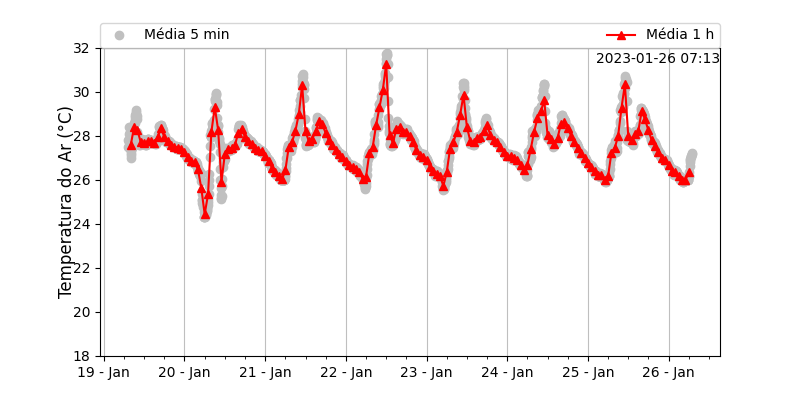 Média 5 min
Média 1 h
2023-01-26 07:13
Temperatura do Ar (°C)
32
30
28
26
24
22
20
18
19 - Jan
20 - Jan
21 - Jan
22 - Jan
23 - Jan
24 - Jan
25 - Jan
26 - Jan